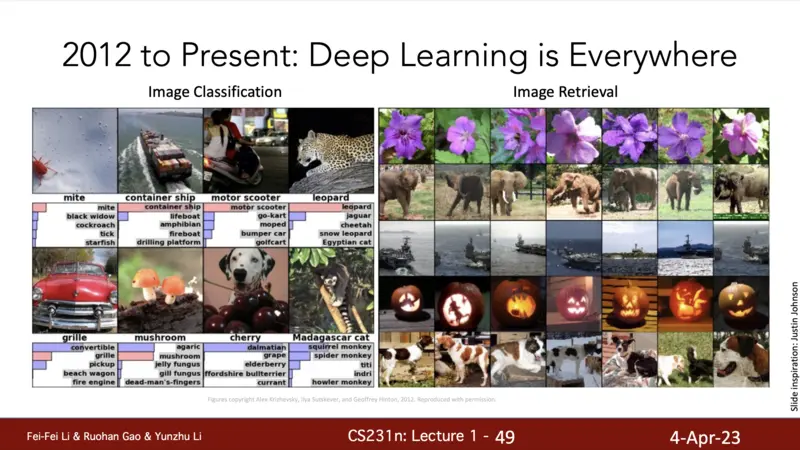 2012 to Present: Deep Learning is Everywhere
Image Classification
Image Retrieval
mite
container ship
motor scooter
leopard
mite
black widow
cockroach
tick
starfish
container ship
lifeboat
amphibian
fireboat
drilling platform
motor scooter
go-kart
moped
bumper car
golfcart
leopard
jaguar
cheetah
snow leopard
Egyptian cat
grille
mushroom
cherry
Madagascar cat
convertible
grille
pickup
beach wagon
fire engine
agaric
mushroom
jelly fungus
gill fungus
dead-man's-fingers
dalmatian
grape
elderberry
ffordshire bullterrier
currant
squirrel monkey
spider monkey
titi
indri
howler monkey
Figures copyright Alex Krizhevsky, Ilya Sutskever, and Geoffrey Hinton, 2012. Reproduced with permission.
Slide inspiration: Justin Johnson
Fei-Fei Li & Ruohan Gao & Yunzhu Li
CS231n: Lecture 1 - 49
4-Apr-23